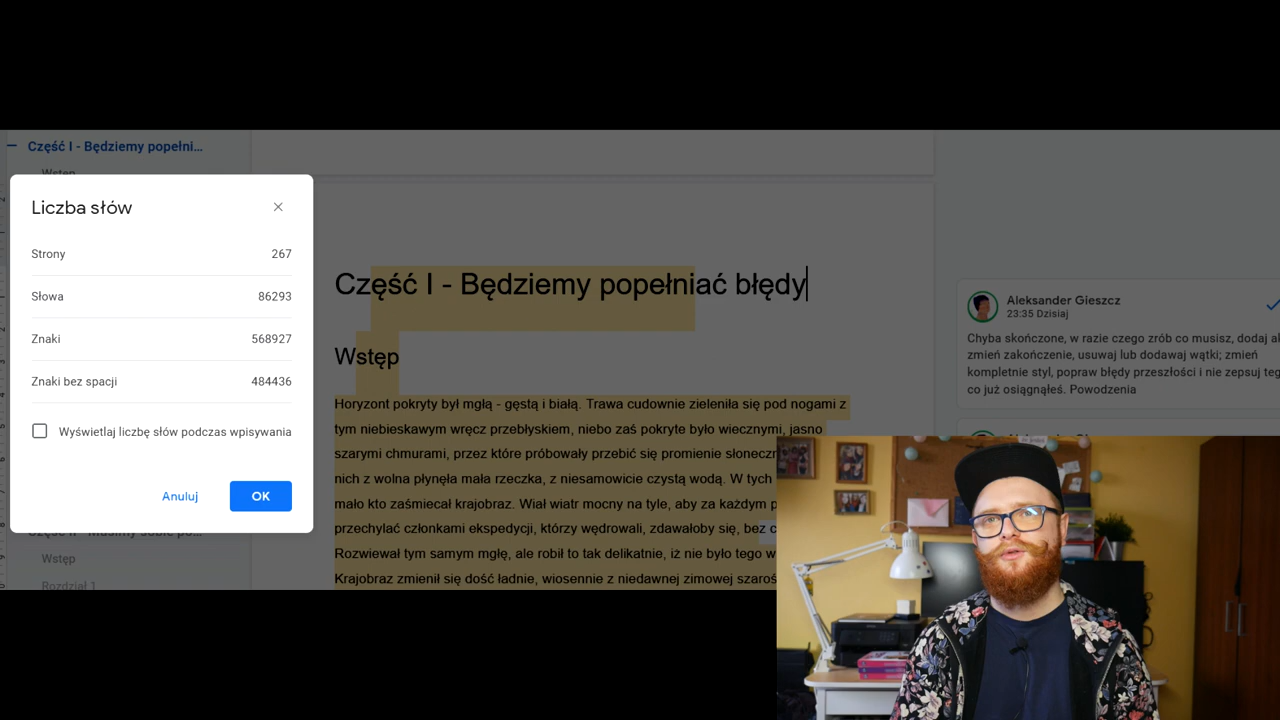 Część I - Będziemy popełni...
Wstęp
Liczba słów
Strony 267
Słowa 86293
Znaki 568927
Znaki bez spacji 484436
Wyświetlaj liczbę słów podczas wpisywania
Anuluj OK
Wstęp
Rozdział 1
Część I - Będziemy popełniać błędy
Wstęp
Horyzont pokryty był mgłą - gęstą i białą. Trawa cudownie zieleniła się pod nogami z
tym niebieskawym wręcz przebłyskiem, niebo zaś pokryte było wiecznymi, jasno
szarymi chmurami, przez które próbowały przebić się promienie
nich z wolna płynęła mała rzeczka, z niesamowicie czystą wodą. W tych
mało kto zaśmiecał krajobraz. Wiał wiatr mocny na tyle, aby za każdym
przechylać członkami ekspedycji, którzy wędrowali, zdawałoby się, bez
Rozwiewał tym samym mgłę, ale robił to tak delikatnie, iż nie było tego
Krajobraz zmienił się dość ładnie, wiosennie z niedawnej zimowej
Aleksander Gieszcz
23:35 Dzisiaj
Chyba skończone, w razie czego zrób co musisz, dodaj
zmień zakończenie, usuwaj lub dodawaj wątki; zmień
kompletnie styl, popraw błędy przeszłości i nie zepsuj
co już osiągnąłeś. Powodzenia